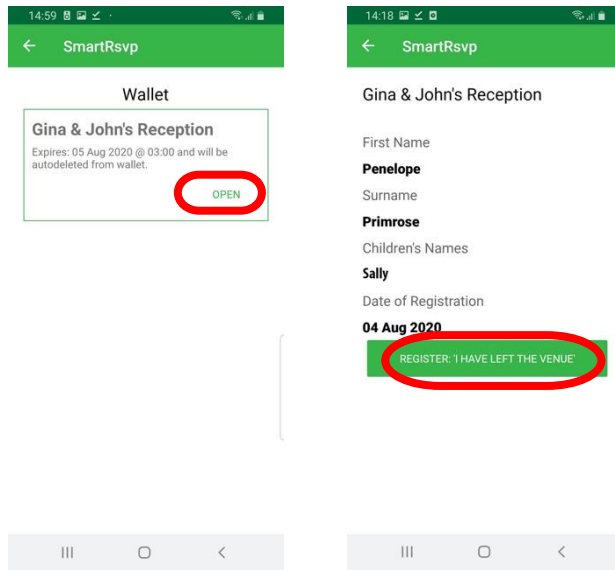 14:59
SmartRsvp
Wallet
Gina & John's Reception
Expires: 05 Aug 2020 @ 03:00 and will be
autodeleted from wallet.
OPEN
14:18
SmartRsvp
Gina & John's Reception
First Name
Penelope
Surname
Primrose
Children's Names
Sally
Date of Registration
04 Aug 2020
REGISTER: 'I HAVE LEFT THE VENUE'